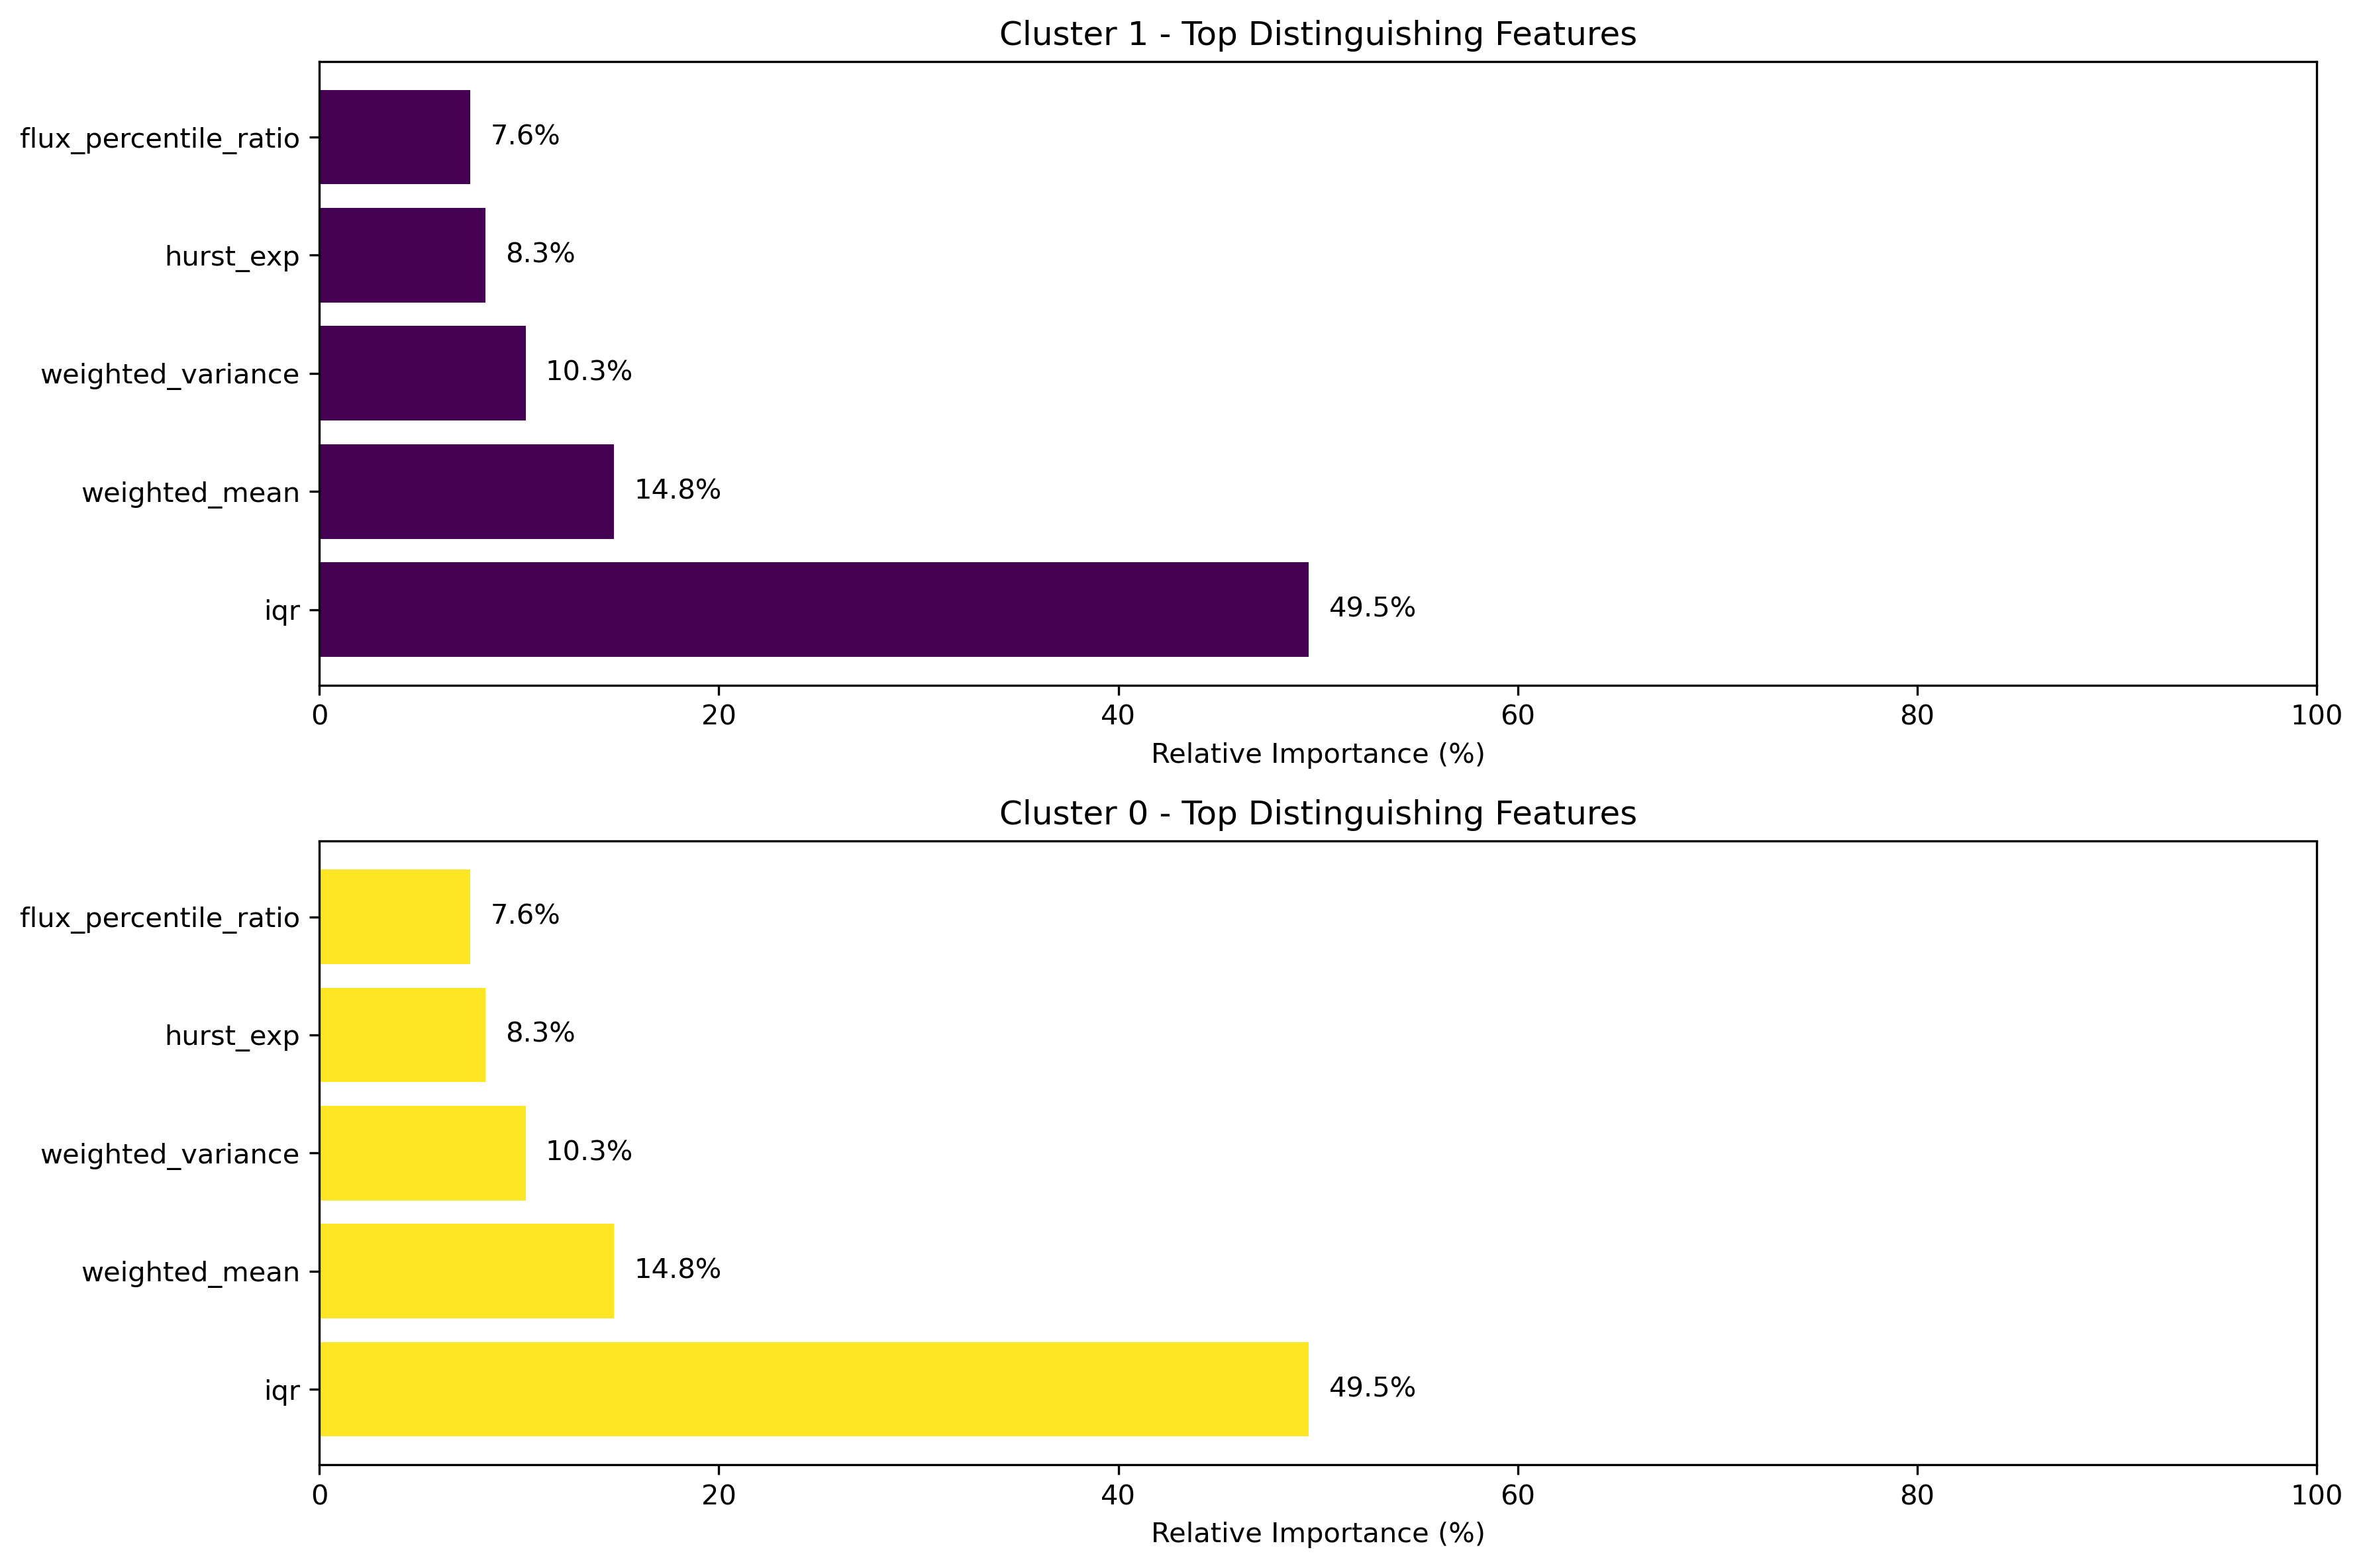 Cluster 1 - Top Distinguishing Features
flux_percentile_ratio 7.6%
hurst_exp 8.3%
weighted_variance 10.3%
weighted_mean 14.8%
iqr 49.5%
0 20 40 60 80 100
Relative Importance (%)
Cluster 0 - Top Distinguishing Features
flux_percentile_ratio 7.6%
hurst_exp 8.3%
weighted_variance 10.3%
weighted_mean 14.8%
iqr 49.5%
0 20 40 60 80 100
Relative Importance (%)